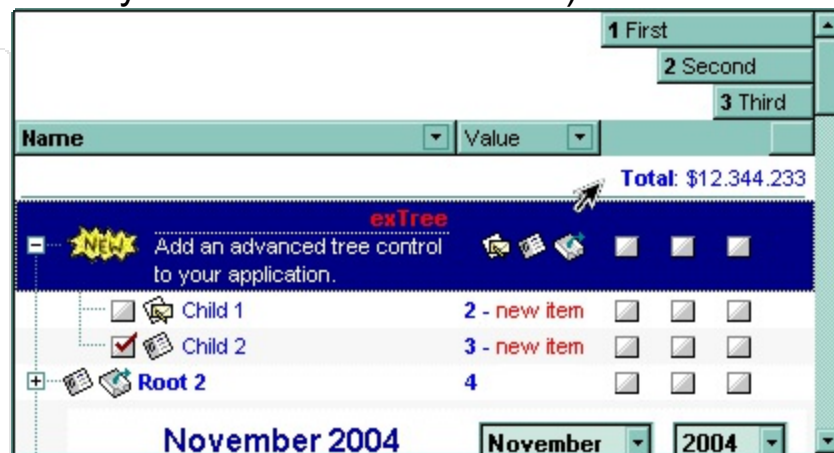 1 First
2 Second
3 Third
Name Value
Total: $12.344.233
exTree
NEW Add an advanced tree control
to your application.
Child 1 2 - new item
Child 2 3 - new item
Root 2 4
November 2004 November 2004